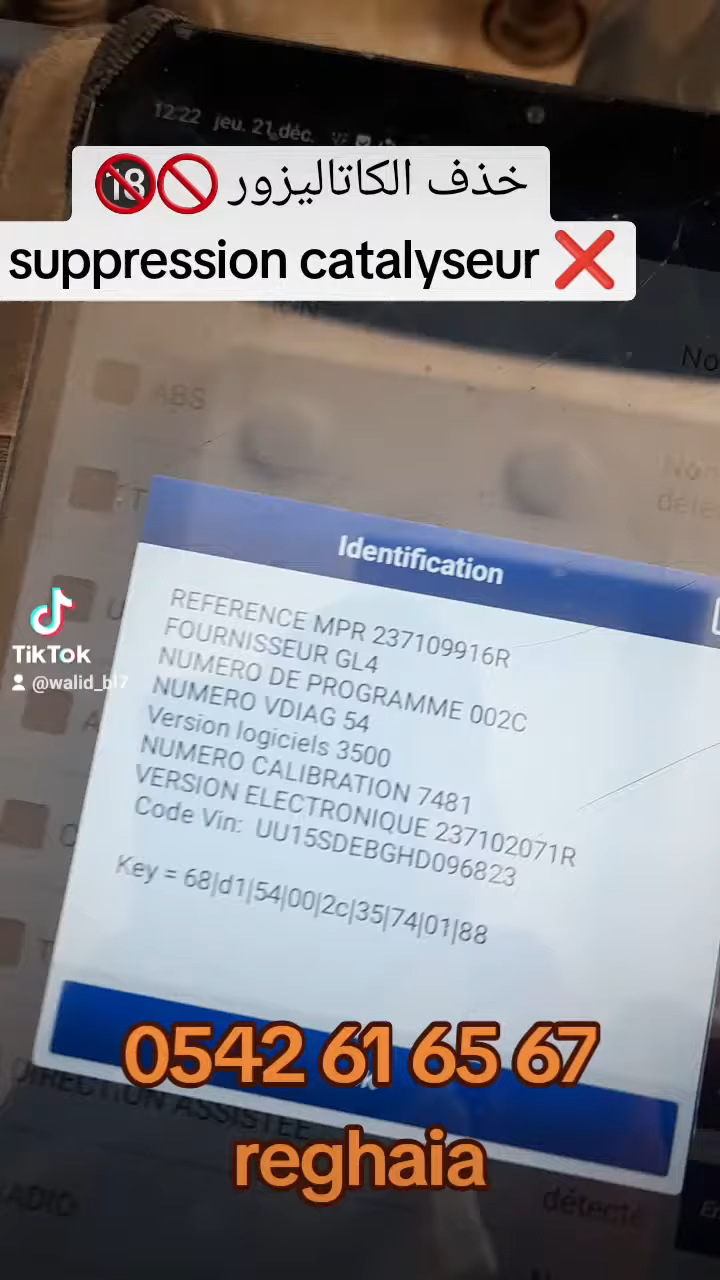 12:22 jeu. 21 déc.
خذف الكاتاليزور
suppression catalyseur
ABS
Identification
REFERENCE MPR 237109916R
FOURNISSEUR GL4
NUMERO DE PROGRAMME 002C
NUMERO VDIAG 54
Version logiciels 3500
NUMERO CALIBRATION 7481
VERSION ELECTRONIQUE 237102071R
Code Vin: UU15SDEBGHD096823
Key = 68|d1|54|00|2c|35|74|01|88
TikTok
@walid_bl7
0542 61 65 67
DIRECTION ASSISTEE
reghaia
détecté